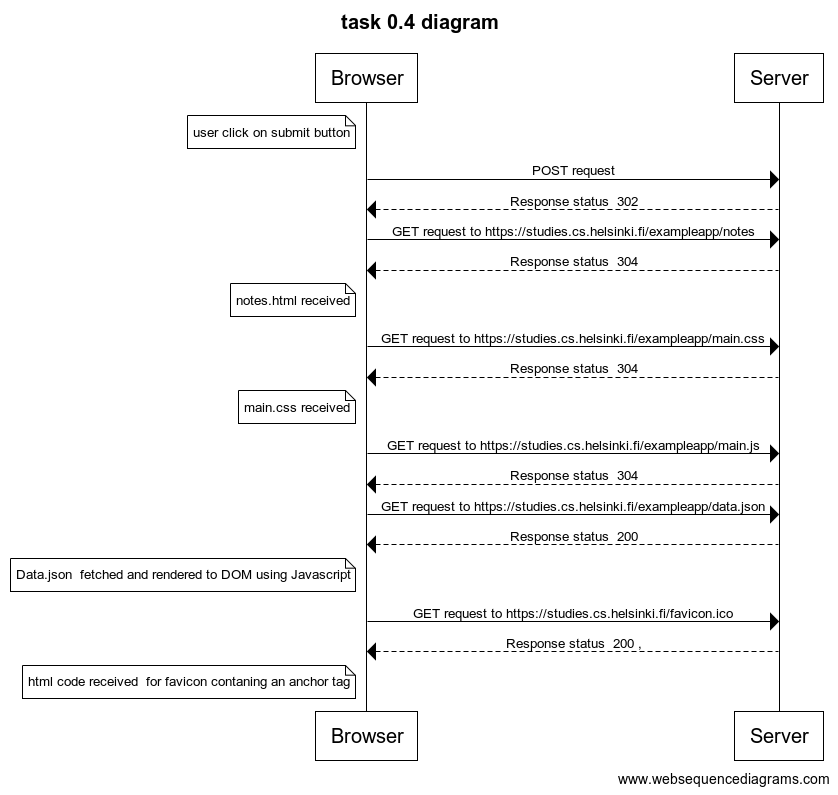 task 0.4 diagram
Browser
Server
user click on submit button
POST request
Response status  302
GET request to https://studies.cs.helsinki.fi/exampleapp/notes
Response status  304
notes.html received
GET request to https://studies.cs.helsinki.fi/exampleapp/main.css
Response status  304
main.css received
GET request to https://studies.cs.helsinki.fi/exampleapp/main.js
Response status  304
GET request to https://studies.cs.helsinki.fi/exampleapp/data.json
Response status  200
Data.json  fetched and rendered to DOM using Javascript
GET request to https://studies.cs.helsinki.fi/favicon.ico
Response status  200 ,
html code received  for favicon contaning an anchor tag
Browser
Server
www.websequencediagrams.com